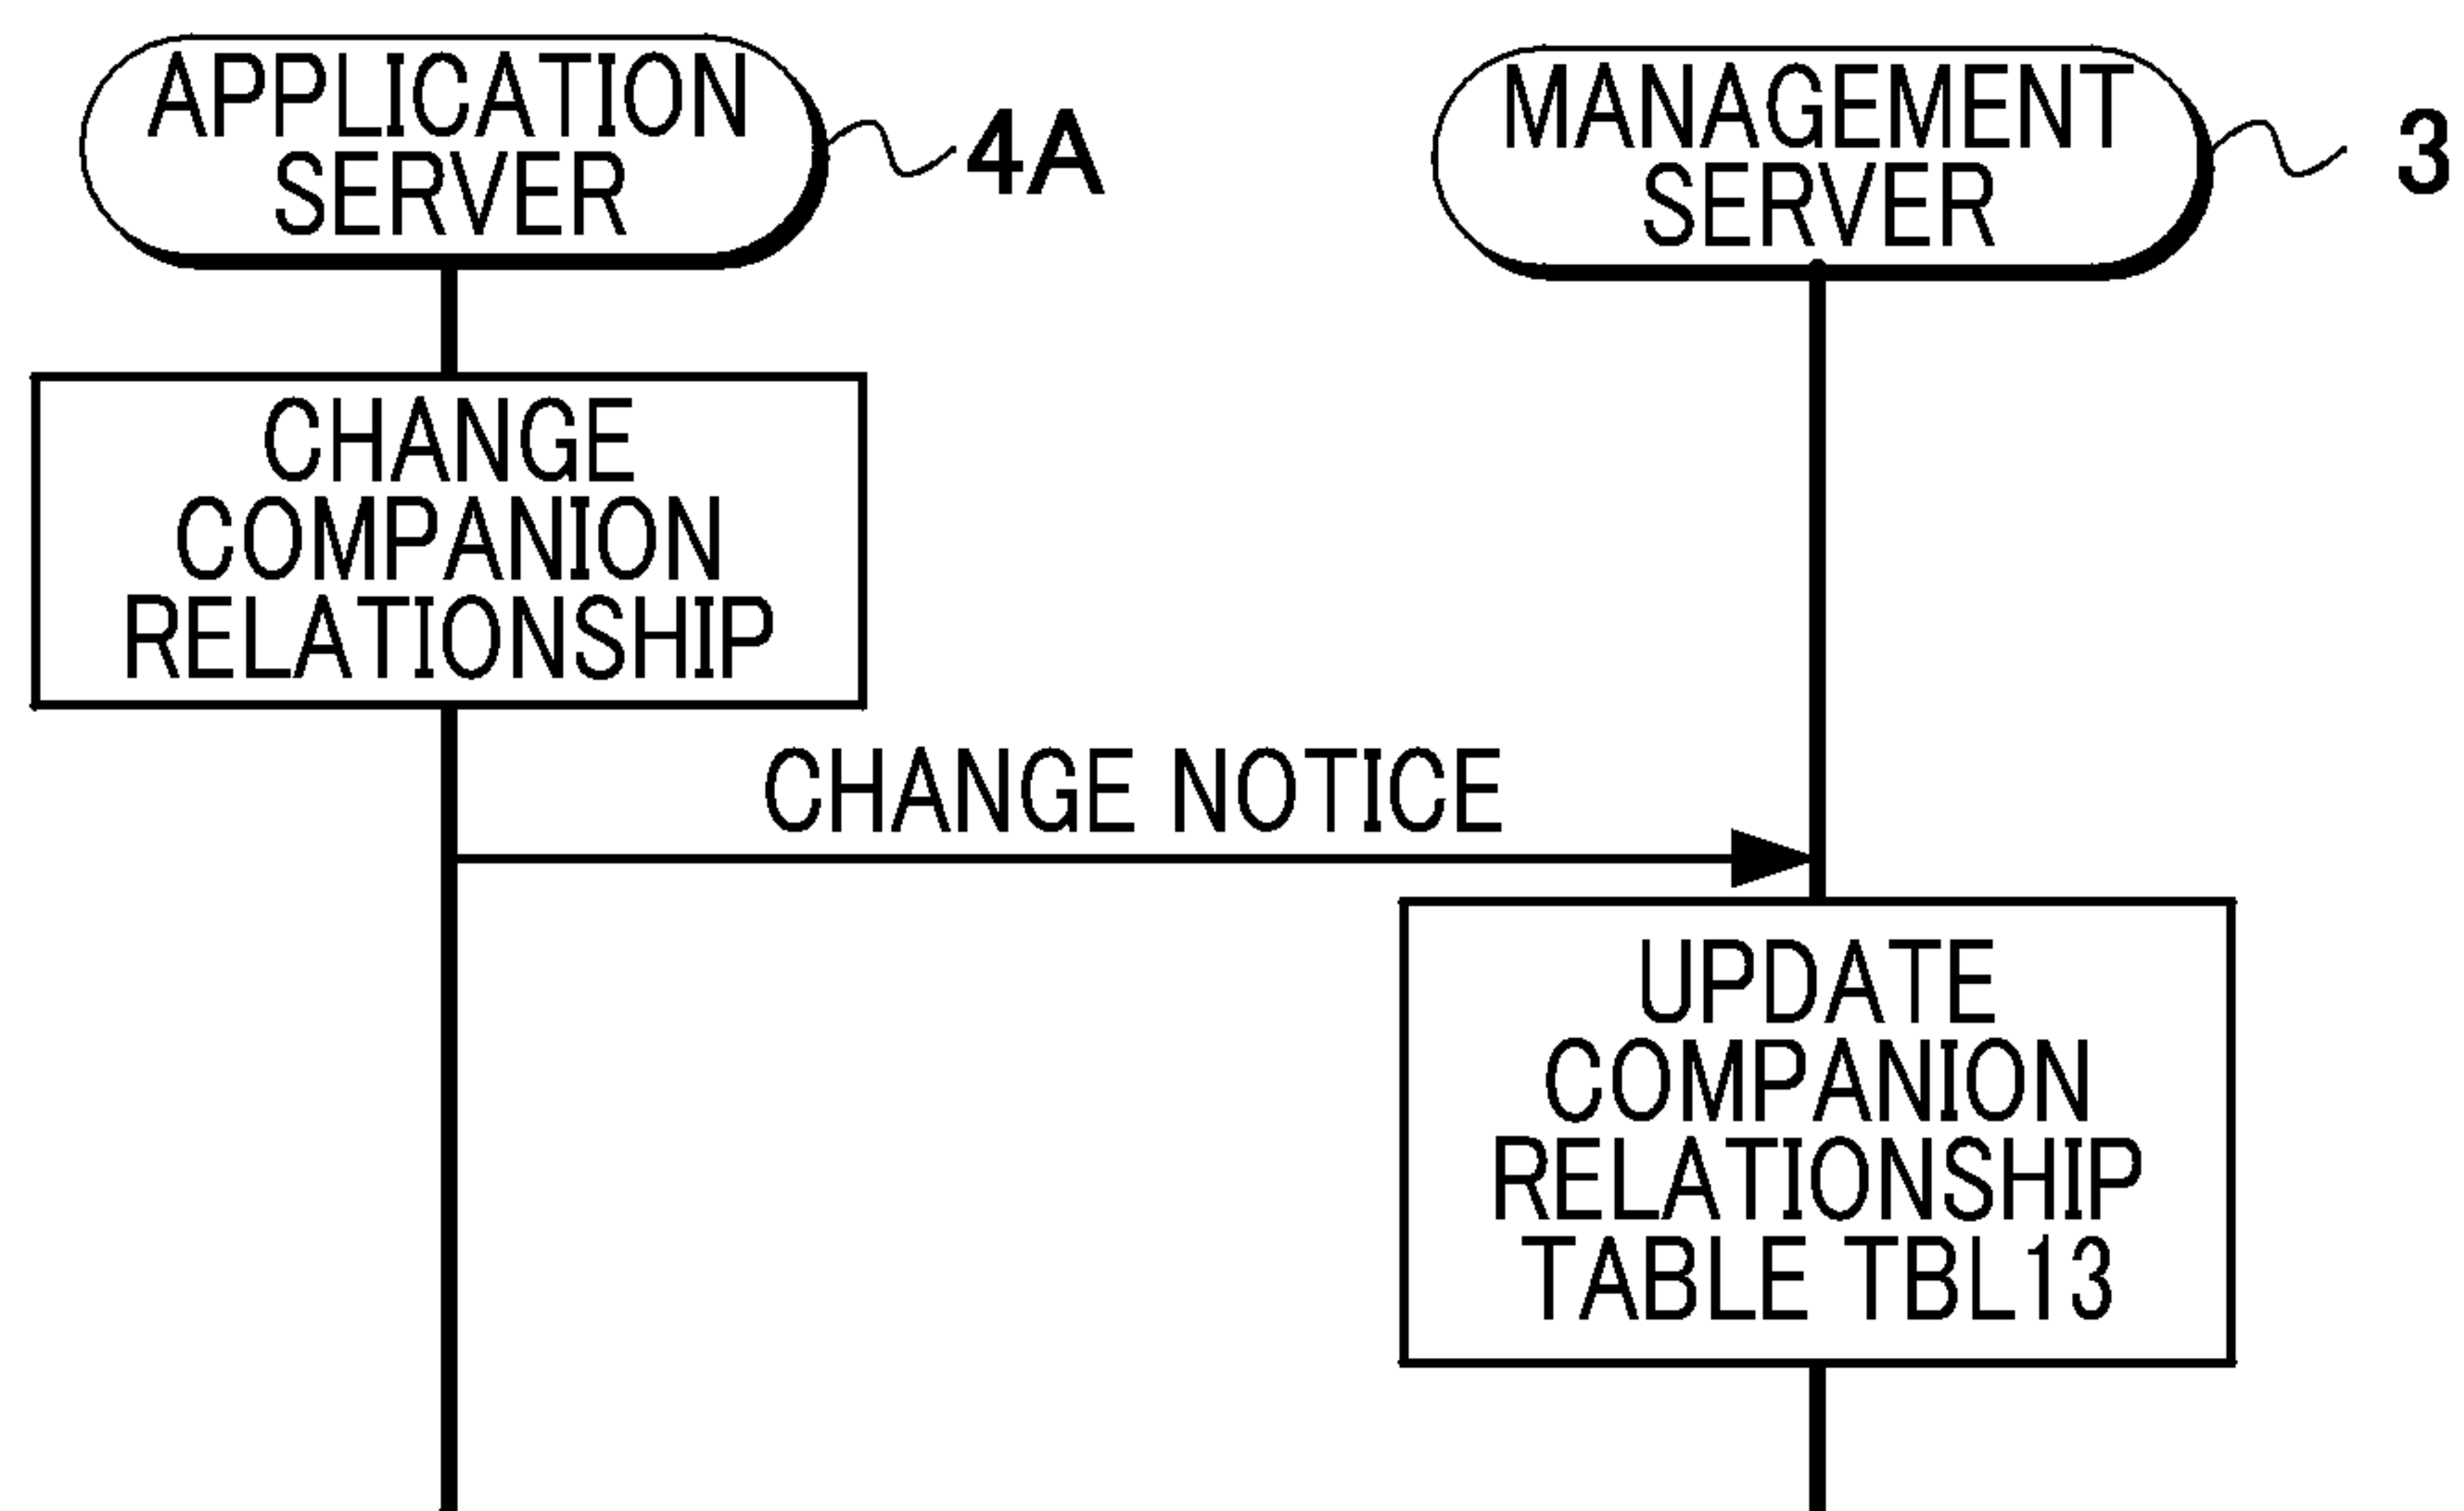 APPLICATION
SERVER
4A
MANAGEMENT
SERVER
3
CHANGE
COMPANION
RELATIONSHIP
CHANGE NOTICE
UPDATE
COMPANION
RELATIONSHIP
TABLE TBL13